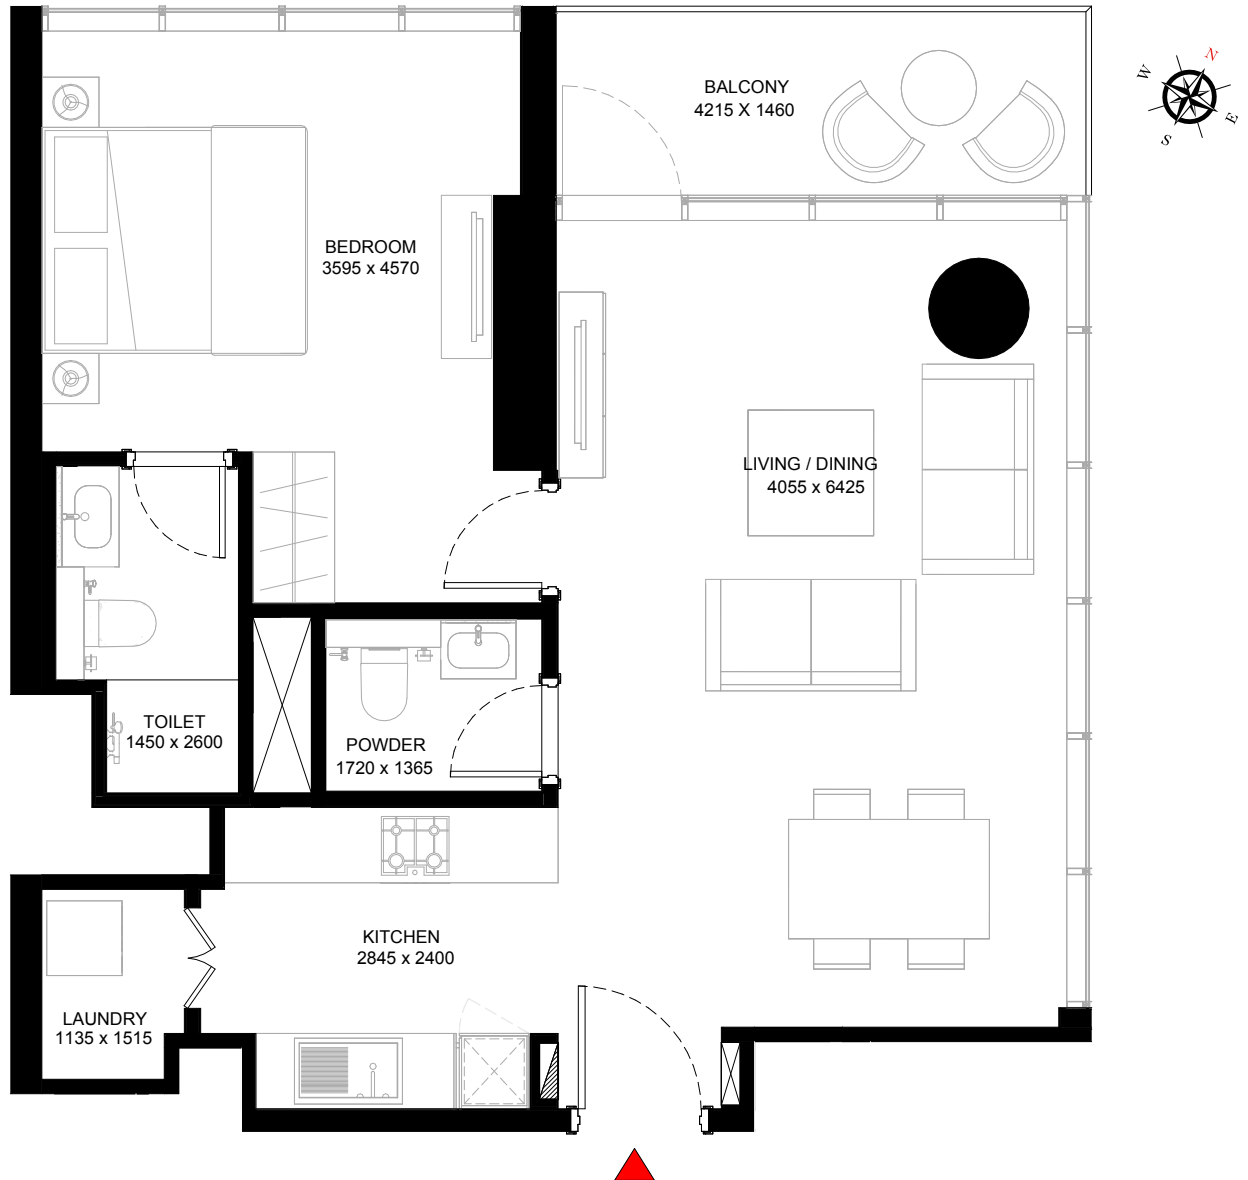 BALCONY
4215 X 1460
N
W
E
S
BEDROOM
3595 x 4570
LIVING / DINING
4055 x 6425
TOILET
1450 x 2600
POWDER
1720 x 1365
KITCHEN
2845 x 2400
LAUNDRY
1135 x 1515